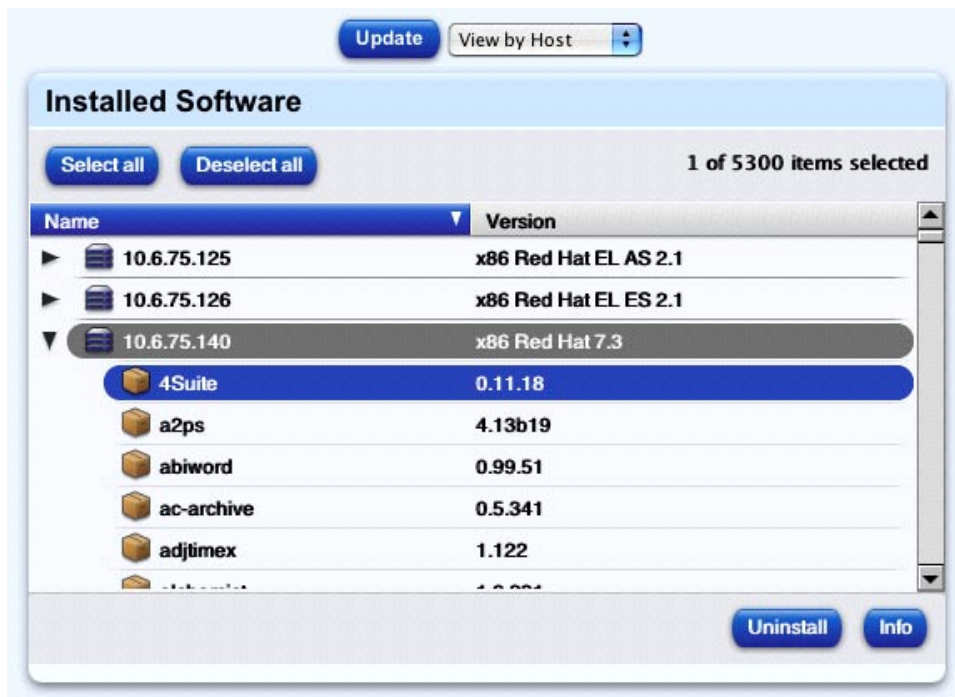 Update View by Host
Installed Software
Select all Deselect all 1 of 5300 items selected
Name Version
10.6.75.125 x86 Red Hat EL AS 2.1
10.6.75.126 x86 Red Hat EL ES 2.1
10.6.75.140 x86 Red Hat 7.3
4Suite 0.11.18
a2ps 4.13b19
abiword 0.99.51
ac-archive 0.5.341
adjtimex 1.122
Uninstall Info